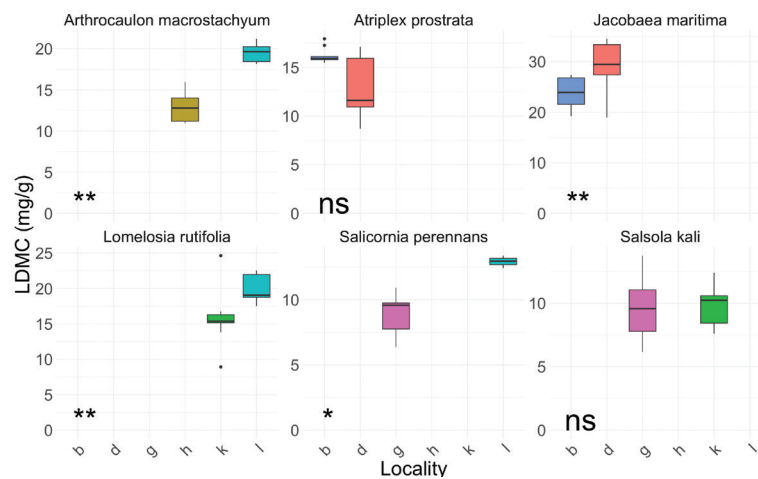 Arthrocaulon macrostachyum
Atriplex prostrata
Jacobaea maritima
20
15
10
5
0
**
15
10
5
0
ns
30
20
10
0
**
LDMC (mg/g)
Lomelosia rutifolia
Salicornia perennans
Salsola kali
25
20
15
10
5
0
**
10
5
0
*
10
5
0
ns
b d g h k l
b d g h k l
b d g h k l
Locality